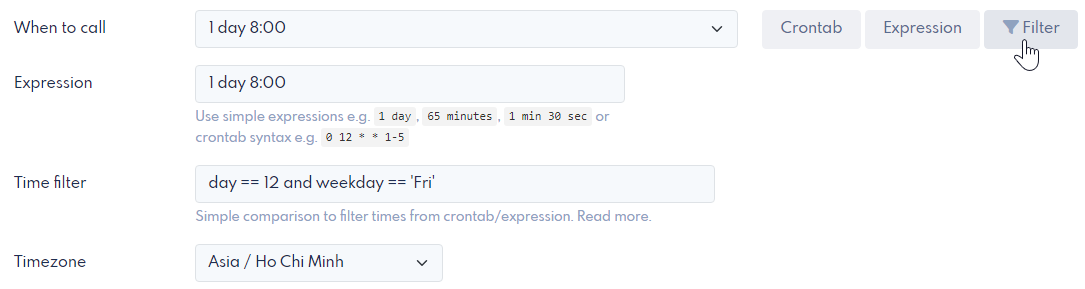 When to call 1 day 8:00 Crontab Expression Filter
Expression 1 day 8:00
Use simple expressions e.g. 1 day, 65 minutes, 1 min 30 sec or
crontab syntax e.g. 0 12 * * 1-5
Time filter day == 12 and weekday == 'Fri'
Simple comparison to filter times from crontab/expression. Read more.
Timezone Asia / Ho Chi Minh